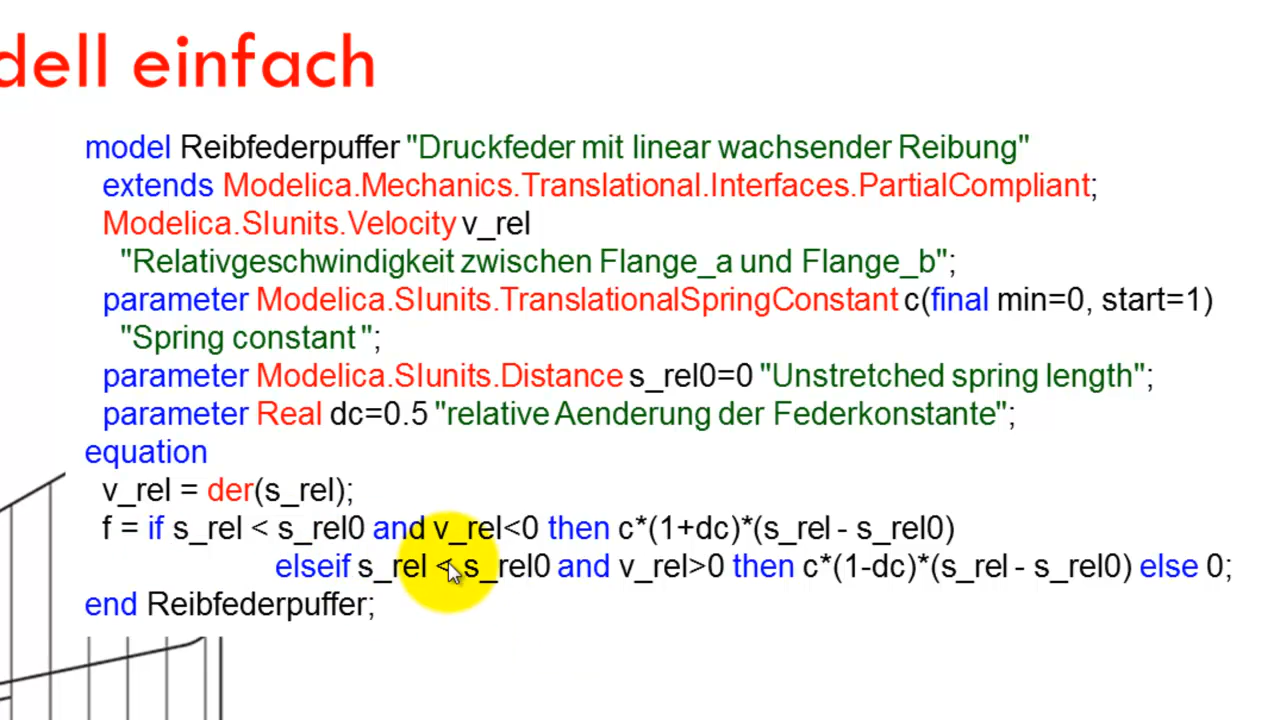 dell einfach
model Reibfederpuffer "Druckfeder mit linear wachsender Reibung"
extends Modelica.Mechanics.Translational.Interfaces.PartialCompliant;
Modelica.SIunits.Velocity v_rel
"Relativgeschwindigkeit zwischen Flange_a und Flange_b";
parameter Modelica.SIunits.TranslationalSpringConstant c(final min=0, start=1)
"Spring constant ";
parameter Modelica.SIunits.Distance s_rel0=0 "Unstretched spring length";
parameter Real dc=0.5 "relative Aenderung der Federkonstante";
equation
v_rel = der(s_rel);
f = if s_rel < s_rel0 and v_rel<0 then c*(1+dc)*(s_rel - s_rel0)
elseif s_rel < s_rel0 and v_rel>0 then c*(1-dc)*(s_rel - s_rel0) else 0;
end Reibfederpuffer;